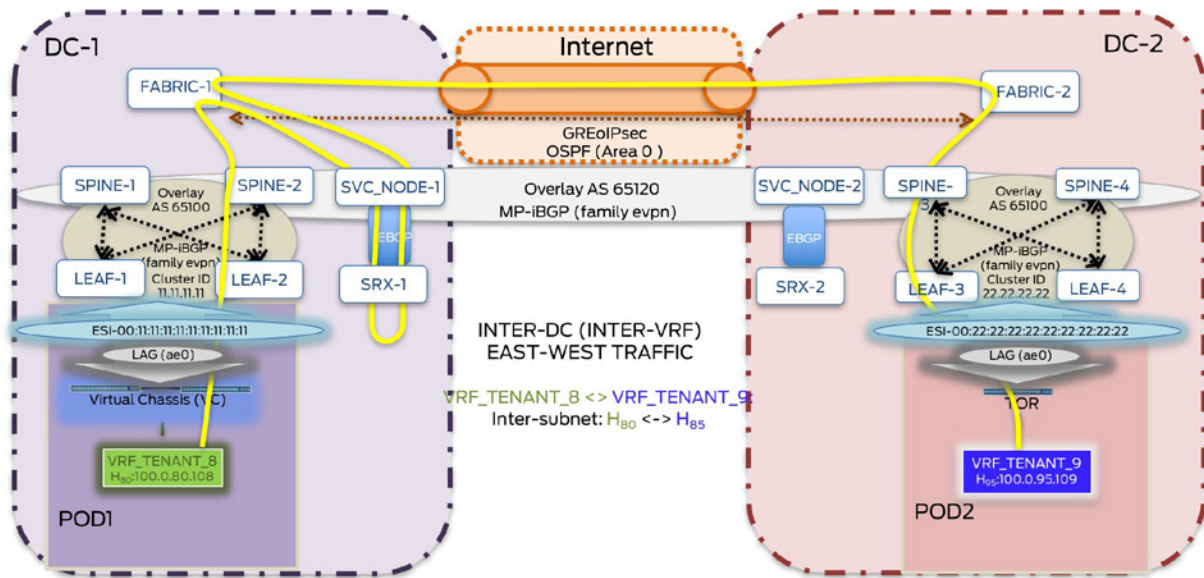 DC-1
Internet
DC-2
FABRIC-1
FABRIC-2
GREoIPsec
OSPF (Area 0 )
SPINE-1
Overlay
AS 65100
SPINE-2
SVC_NODE-1
Overlay AS 65120
MP-iBGP (family evpn)
SVC_NODE-2
SPINE-
3
Overlay
AS 65100
SPINE-4
MP-iBGP
(family evpn)
Cluster ID
11.11.11.11
EBGP
EBGP
MP-iBGP
(family evpn)
Cluster ID
22.22.22.22
LEAF-1
LEAF-2
SRX-1
SRX-2
LEAF-3
LEAF-4
ESI-00:11:11:11:11:11:11:11:11:11
INTER-DC (INTER-VRF)
EAST-WEST TRAFFIC
ESI-00:22:22:22:22:22:22:22:22:22
LAG (ae0)
LAG (ae0)
Virtual Chassis (VC)
VRF_TENANT_8 <> VRF_TENANT_9:
Inter-subnet: H80 <-> H85
TOR
VRF_TENANT_8
H80:100.0.80.108
VRF_TENANT_9
H95:100.0.95.109
POD1
POD2